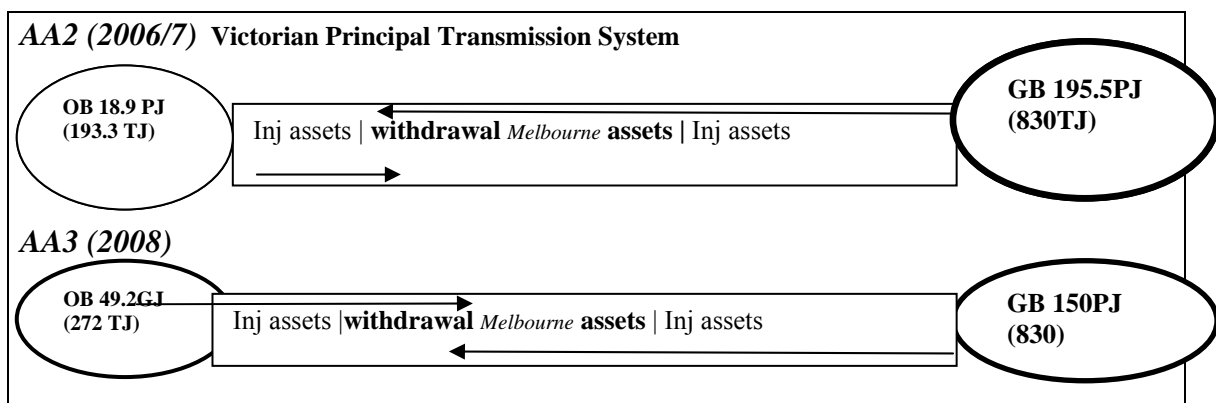 AA2 (2006/7) Victorian Principal Transmission System
OB 18.9 PJ
(193.3 TJ)
Inj assets | withdrawal Melbourne assets | Inj assets
GB 195.5PJ
(830TJ)
AA3 (2008)
OB 49.2GJ
(272 TJ)
Inj assets |withdrawal Melbourne assets | Inj assets
GB 150PJ
(830)